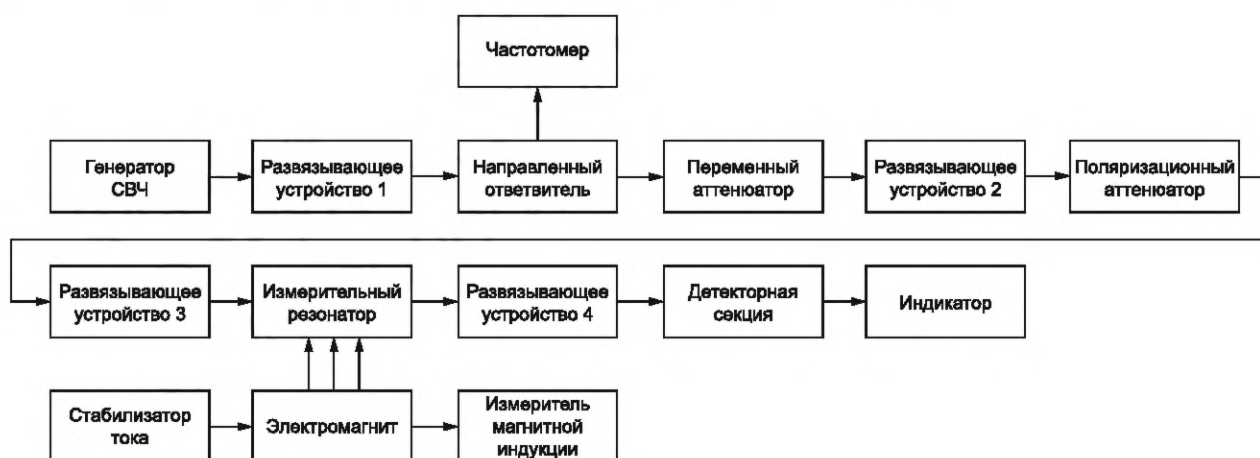 Частотомер
Генератор
СВЧ
Развязывающее
устройство 1
Направленный
ответвитель
Переменный
аттенюатор
Развязывающее
устройство 2
Поляризационный
аттенюатор
Развязывающее
устройство 3
Измерительный
резонатор
Развязывающее
устройство 4
Детекторная
секция
Индикатор
Стабилизатор
тока
Электромагнит
Измеритель
магнитной
индукции